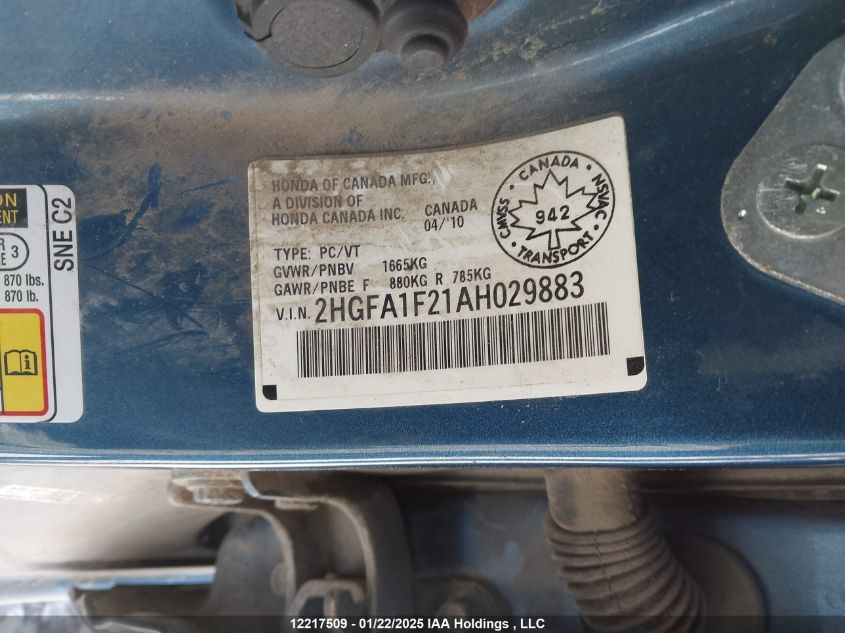 HONDA OF CANADA MFG.,
A DIVISION OF
HONDA CANADA INC.
CANADA
04/'10
CANADA
CMVSS
942
NSVAC
TRANSPORT
TYPE: PC/VT
GVWR/PNBV 1665KG
GAWR/PNBE F 880KG R 785KG
V.I.N. 2HGFA1F21AH029883
3
870 lbs.
870 lb.
SNE C2
12217509 - 01/22/2025 IAA Holdings , LLC